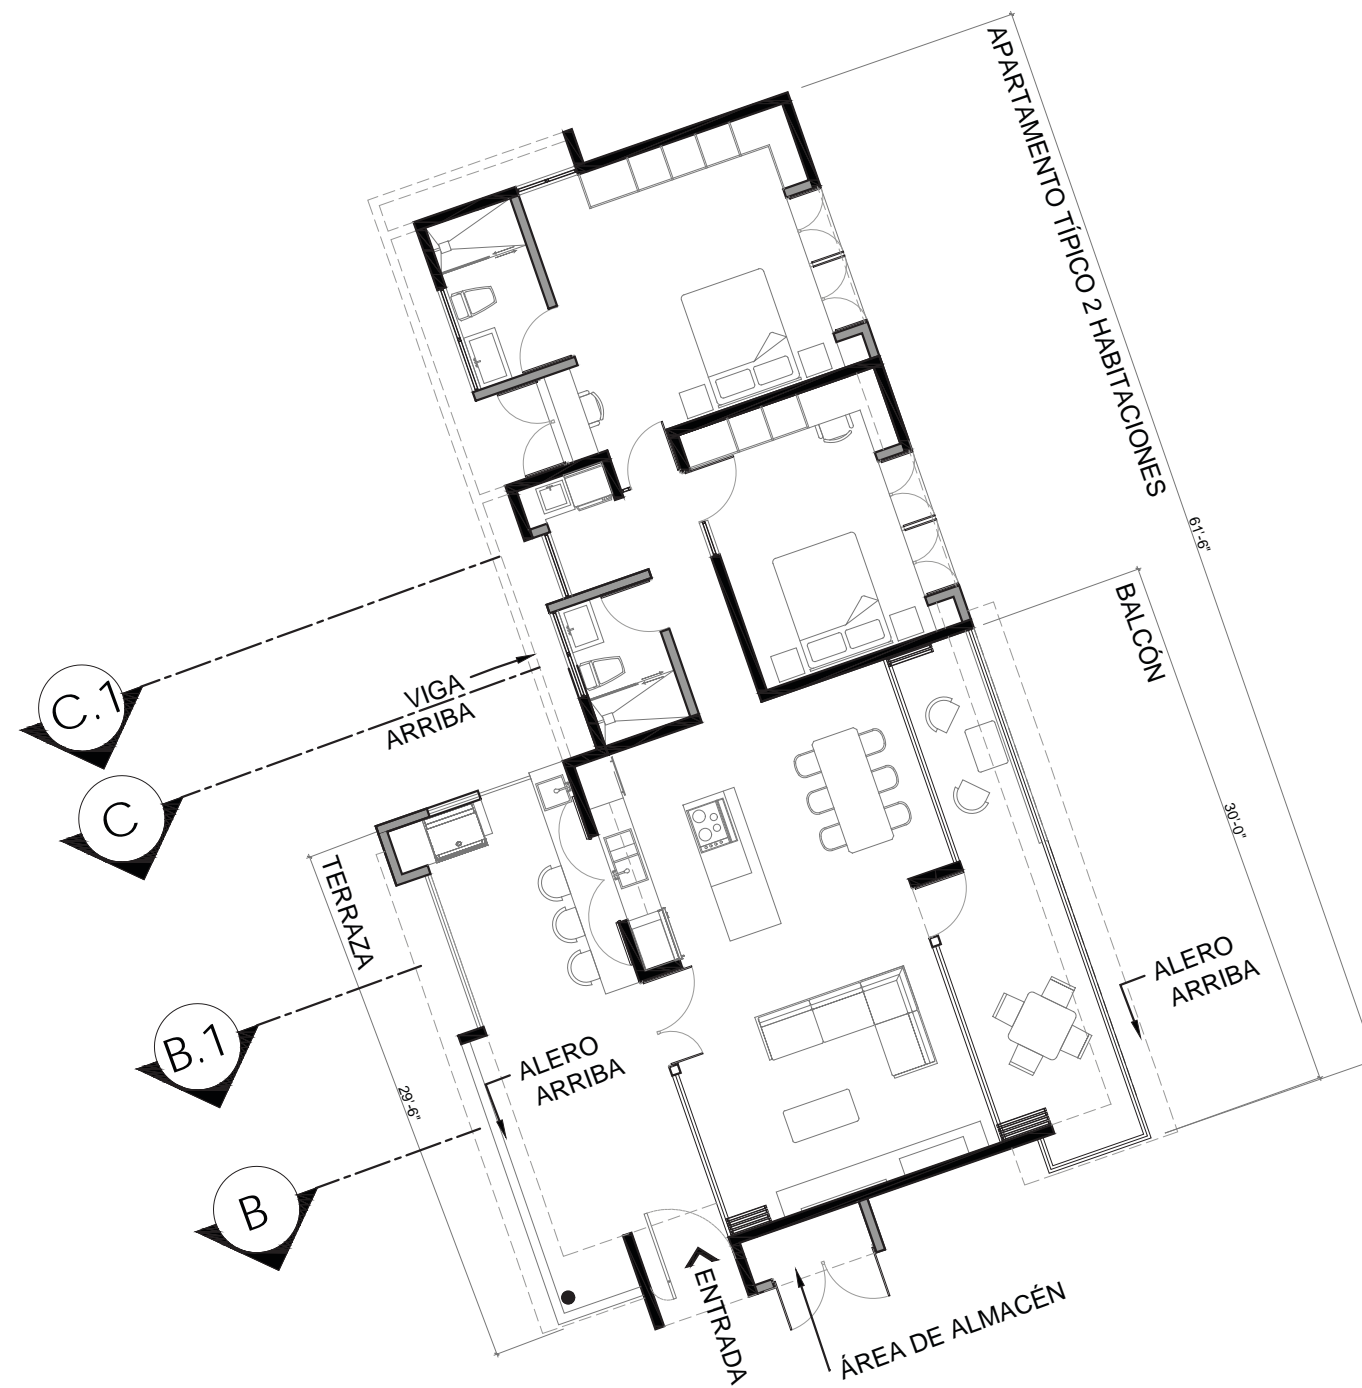 APARTAMENTO TÍPICO 2 HABITACIONES
61'-6"
BALCÓN
30'-0"
C.1
VIGA
ARRIBA
C
TERRAZA
29'-6"
B.1
ALERO
ARRIBA
ALERO
ARRIBA
B
ENTRADA
ÁREA DE ALMACÉN